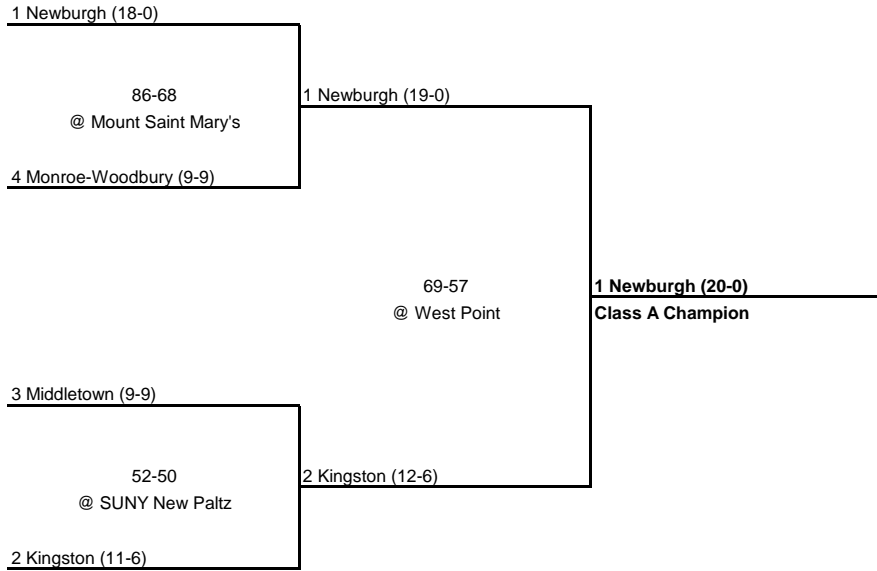 1 Newburgh (18-0)
86-68
@ Mount Saint Mary's
1 Newburgh (19-0)
4 Monroe-Woodbury (9-9)
69-57
@ West Point
1 Newburgh (20-0)
Class A Champion
3 Middletown (9-9)
52-50
@ SUNY New Paltz
2 Kingston (12-6)
2 Kingston (11-6)